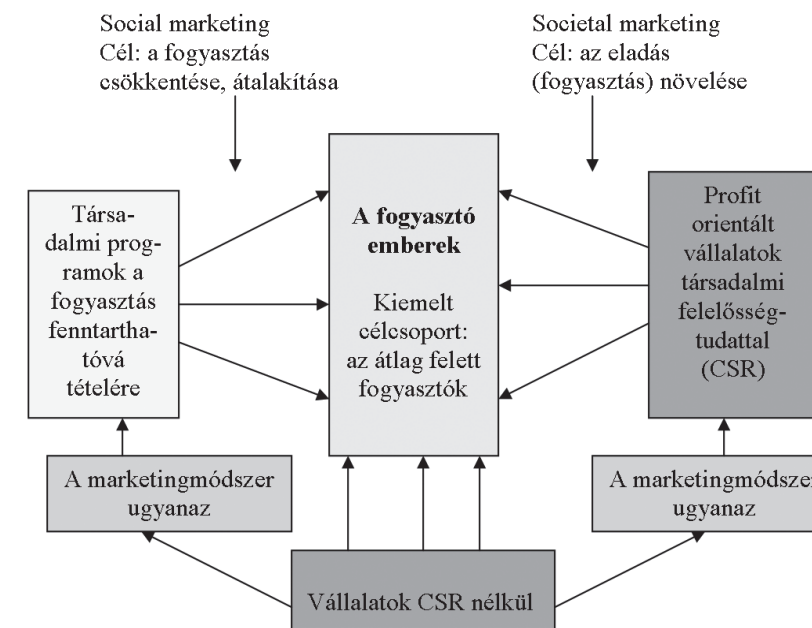 Social marketing
Cél: a fogyasztás
csökkentése, átalakítása
Societal marketing
Cél: az eladás
(fogyasztás) növelése
Társa-
dalmi prog-
ramok a
fogyasztás
fenntartha-
tóvá
tételére
A fogyasztó
emberek
Kiemelt
célcsoport:
az átlag felett
fogyasztók
Profit
orientált
vállalatok
társadalmi
felelősség-
tudattal
(CSR)
A marketingmódszer
ugyanaz
A marketingmódszer
ugyanaz
Vállalatok CSR nélkül